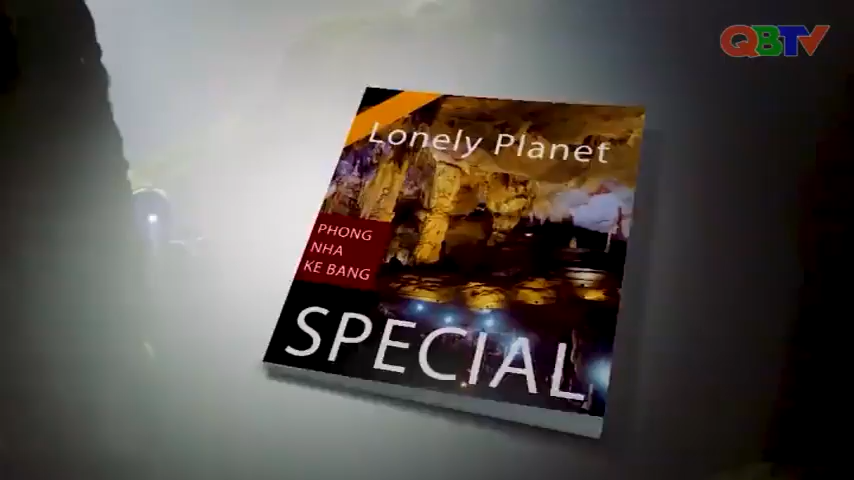 QBTV
Lonely Planet
PHONG
NHA
KE BANG
SPECIAL